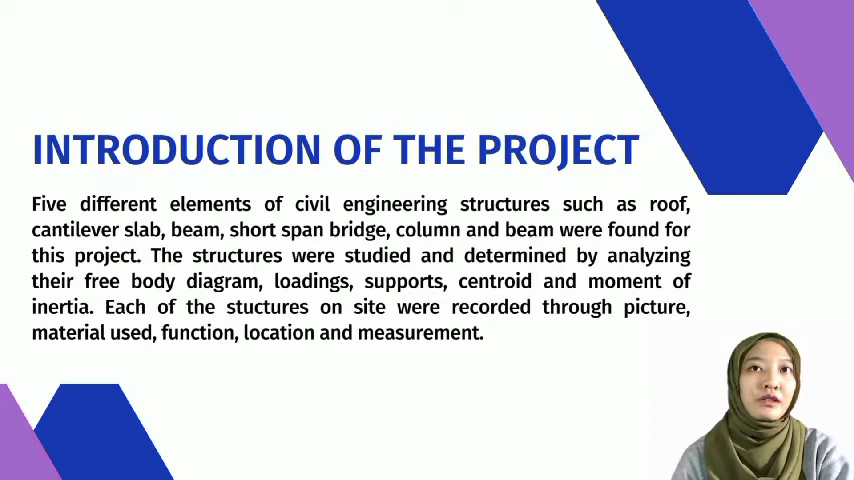 INTRODUCTION OF THE PROJECT
Five different elements of civil engineering structures such as roof,
cantilever slab, beam, short span bridge, column and beam were found for
this project. The structures were studied and determined by analyzing
their free body diagram, loadings, supports, centroid and moment of
inertia. Each of the stuctures on site were recorded through picture,
material used, function, location and measurement.